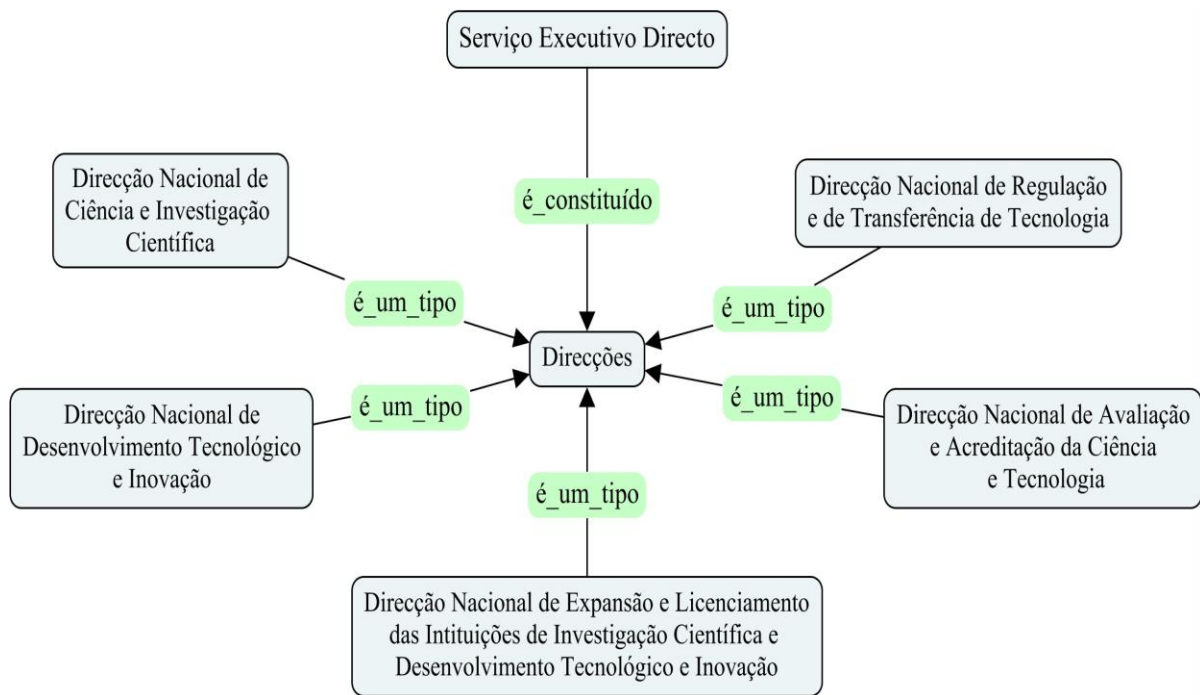 Serviço Executivo Directo
Direcção Nacional de
Ciência e Investigação
Científica
é_constituído
Direcção Nacional de Regulação
e de Transferência de Tecnologia
é_um_tipo
é_um_tipo
Direcções
Direcção Nacional de
Desenvolvimento Tecnológico
e Inovação
é_um_tipo
é_um_tipo
Direcção Nacional de Avaliação
e Acreditação da Ciência
e Tecnologia
é_um_tipo
Direcção Nacional de Expansão e Licenciamento
das Intituições de Investigação Científica e
Desenvolvimento Tecnológico e Inovação